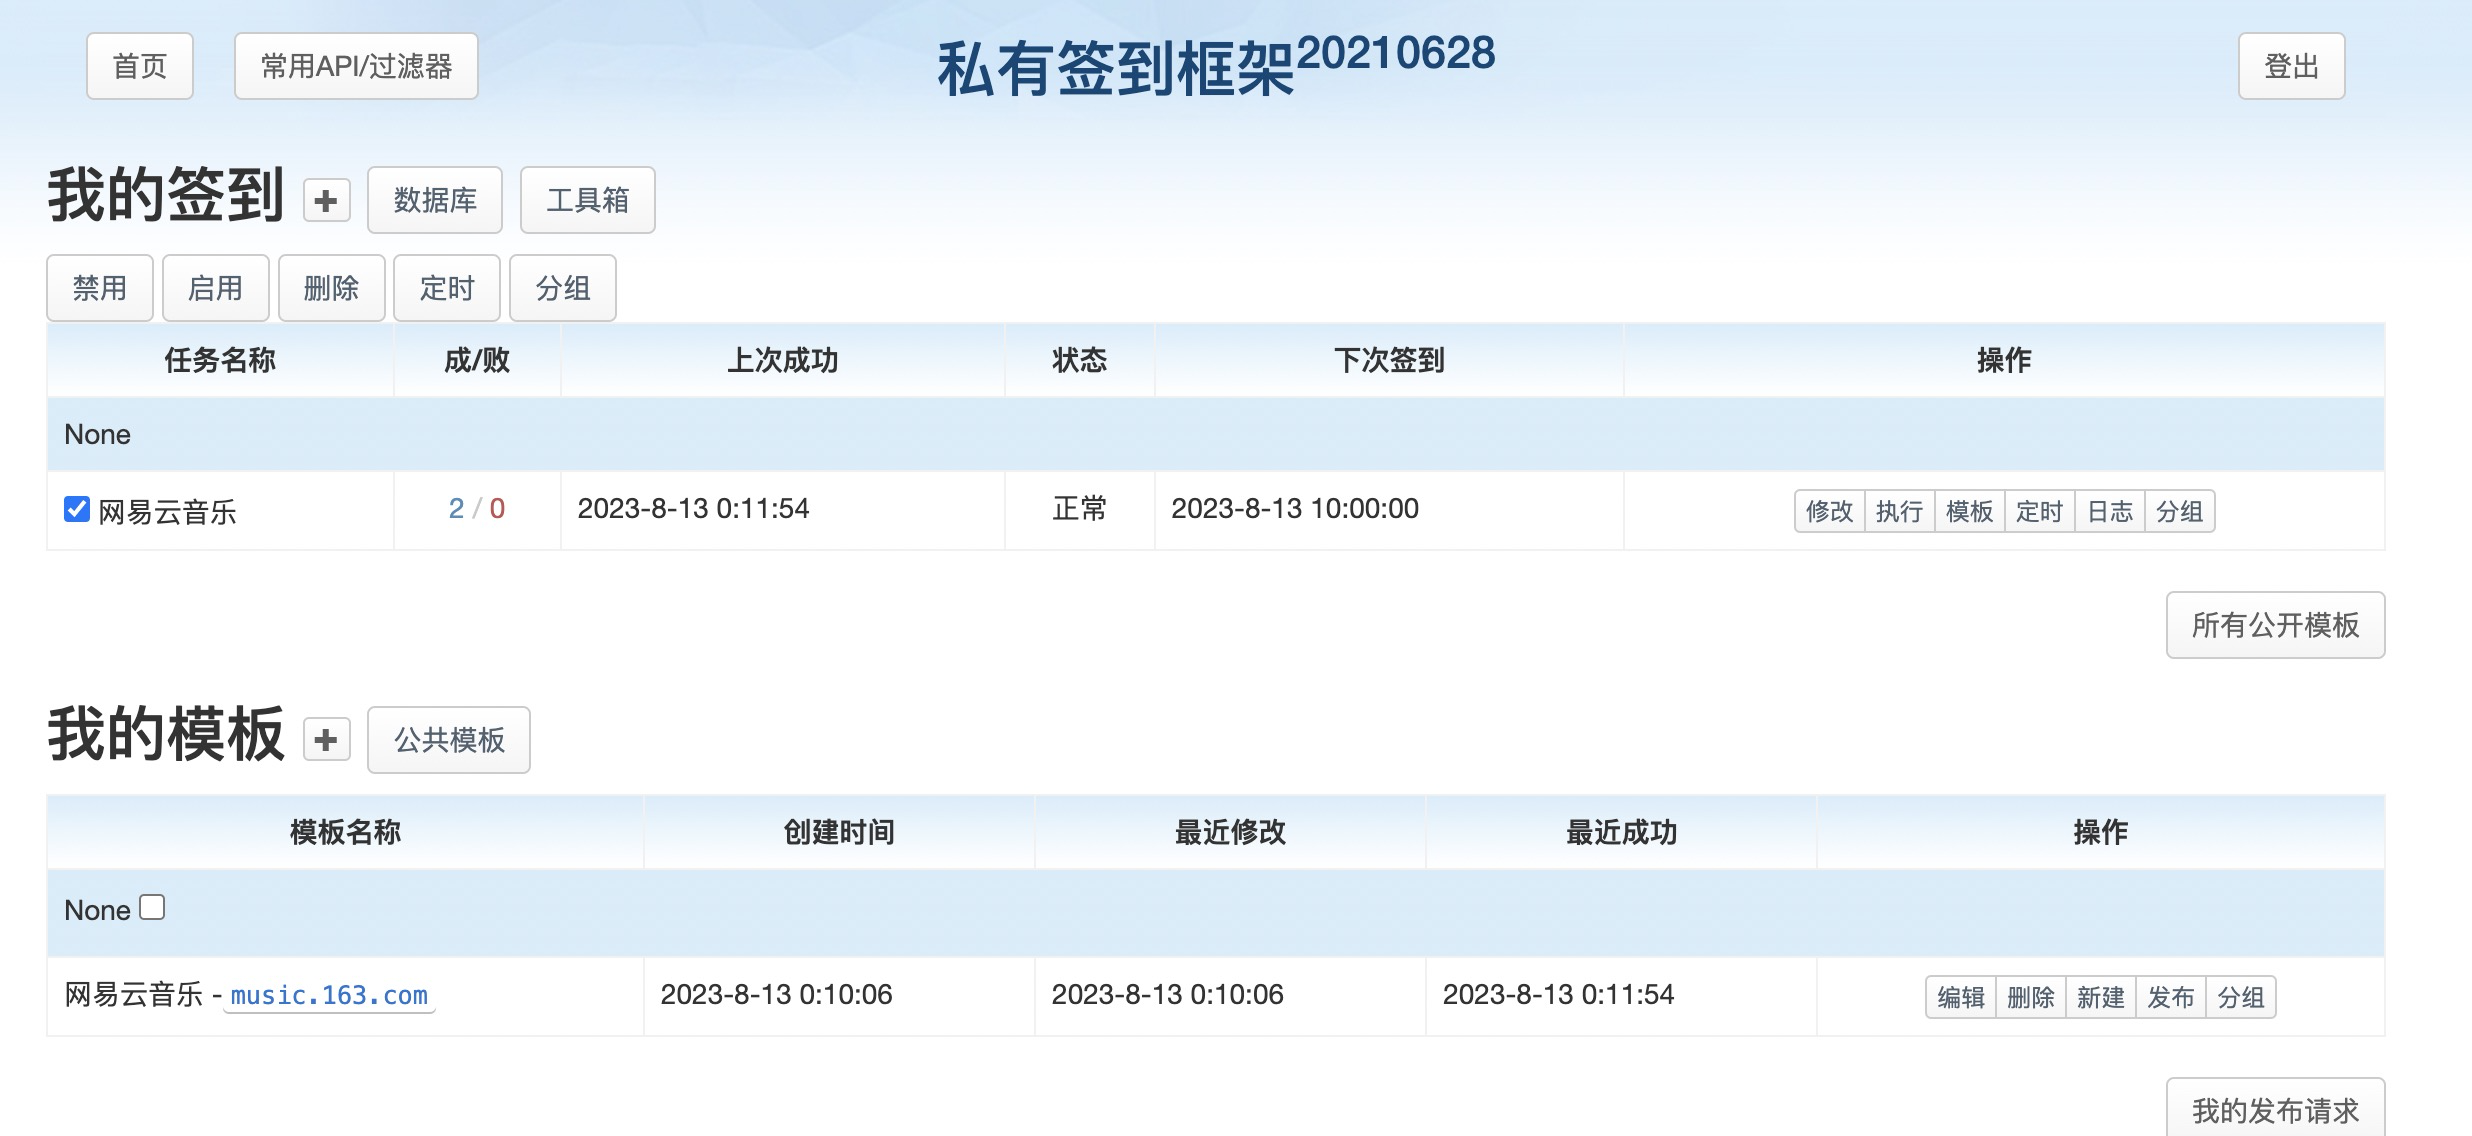 首页 常用API/过滤器 私有签到框架20210628 登出
我的签到 + 数据库 工具箱
禁用 启用 删除 定时 分组
任务名称 成/败 上次成功 状态 下次签到 操作
None
网易云音乐 2 / 0 2023-8-13 0:11:54 正常 2023-8-13 10:00:00 修改 执行 模板 定时 日志 分组
所有公开模板
我的模板 + 公共模板
模板名称 创建时间 最近修改 最近成功 操作
None
网易云音乐 - music.163.com 2023-8-13 0:10:06 2023-8-13 0:10:06 2023-8-13 0:11:54 编辑 删除 新建 发布 分组
我的发布请求